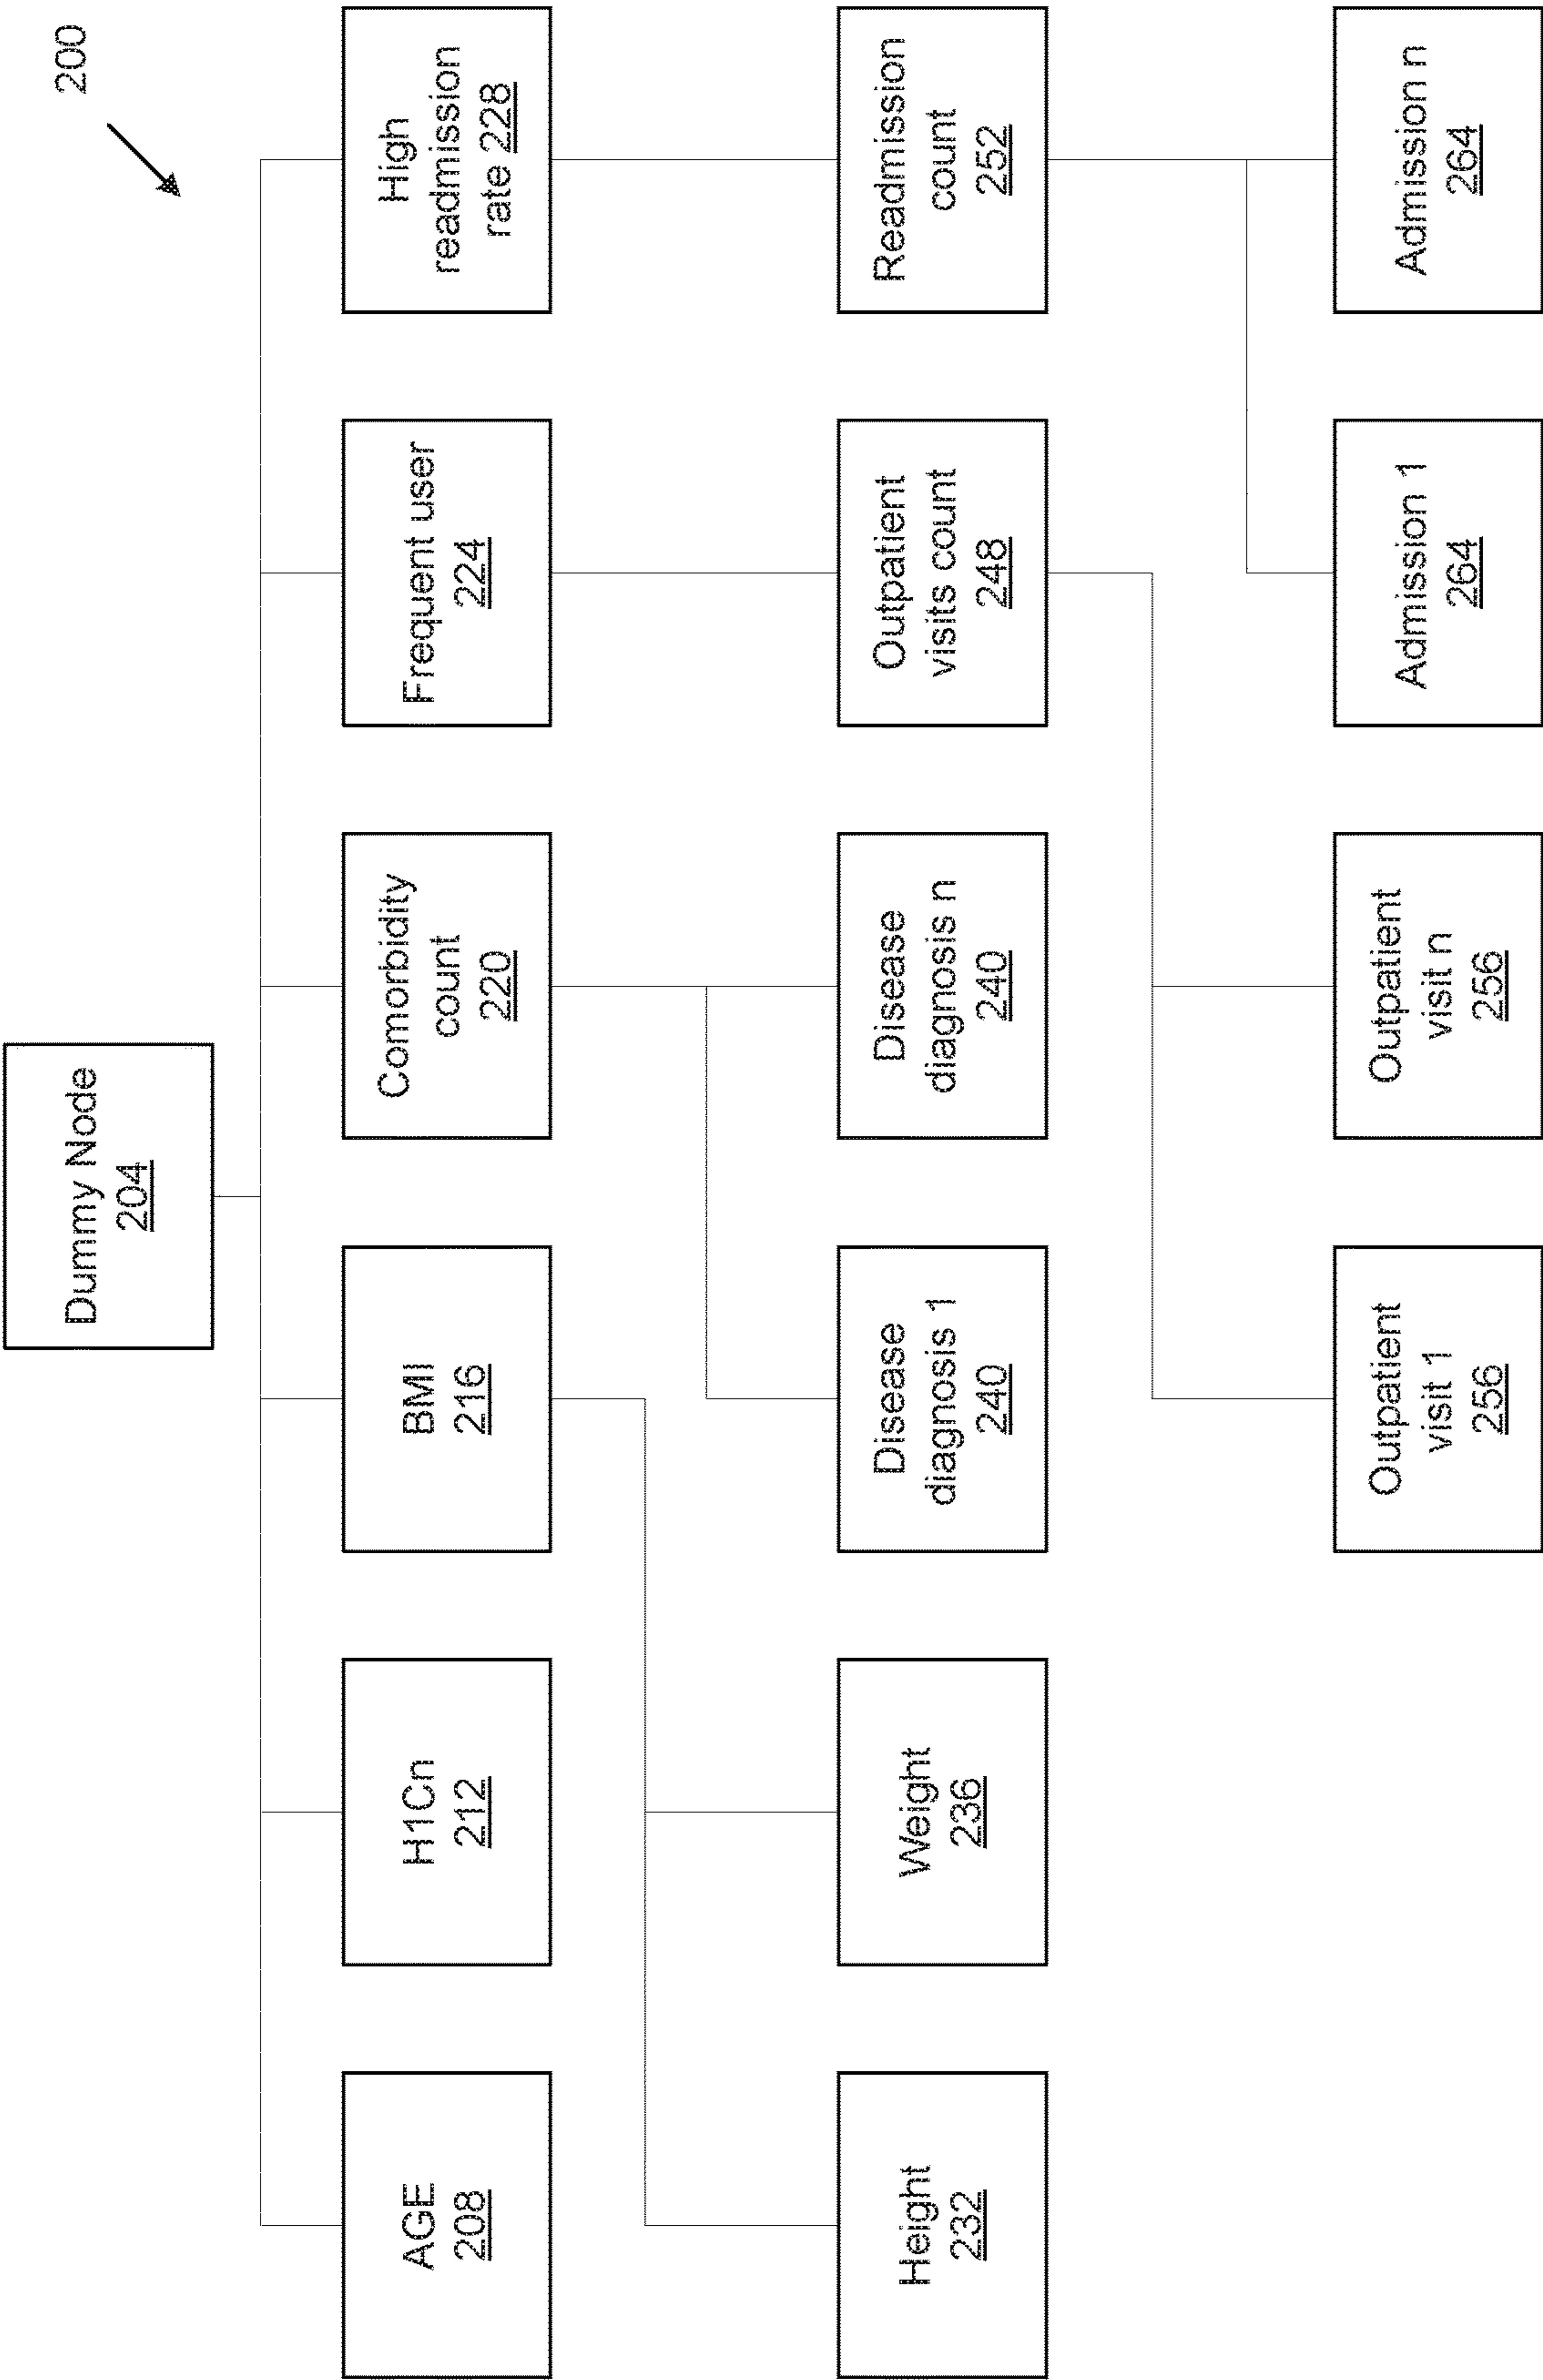 200
Dummy Node
204
AGE
208
H1Cn
212
BMI
216
Comorbidity
count
220
Frequent user
224
High
readmission
rate 228
Height
232
Weight
236
Disease
diagnosis 1
240
Disease
diagnosis n
240
Outpatient
visits count
248
Readmission
count
252
Outpatient
visit 1
256
Outpatient
visit n
256
Admission 1
264
Admission n
264